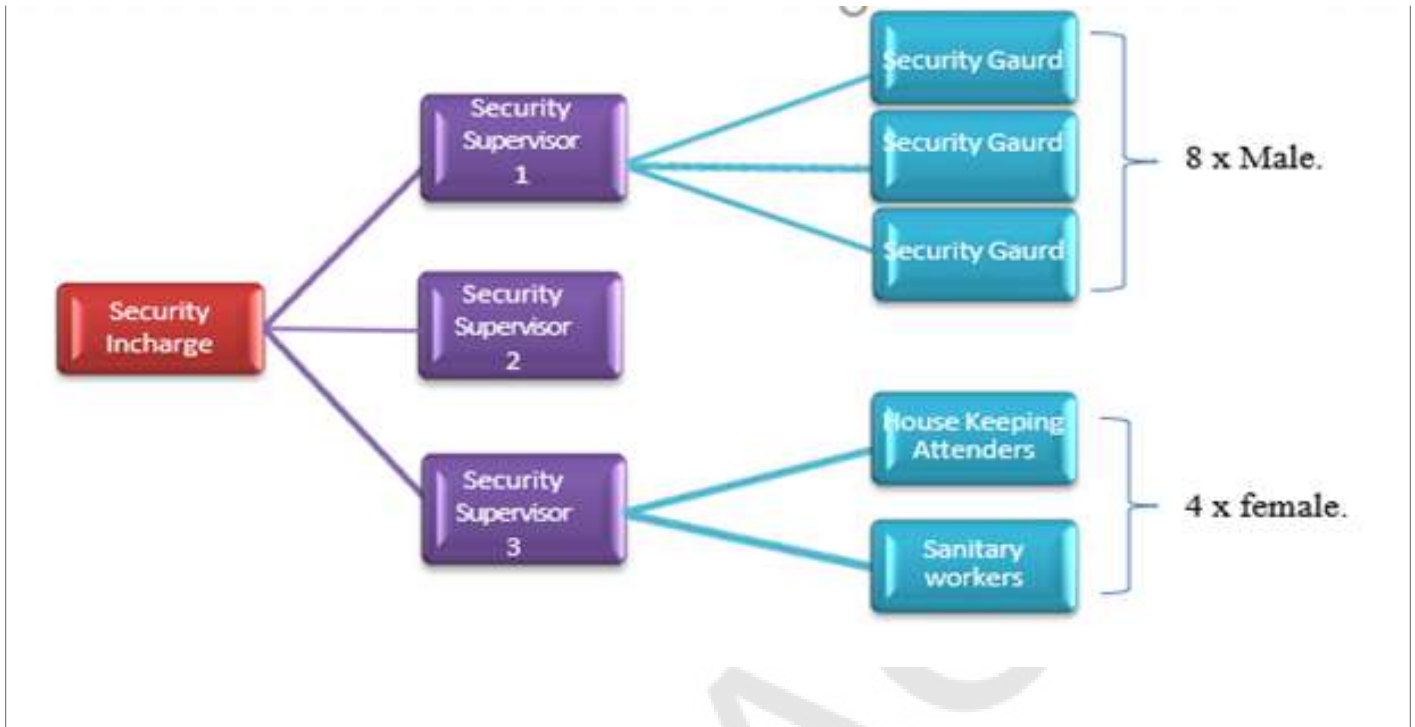 Security
Incharge
Security
Supervisor
1
Security
Supervisor
2
Security
Supervisor
3
Security Gaurd
Security Gaurd
Security Gaurd
8 x Male.
House Keeping
Attenders
Sanitary
workers
4 x female.